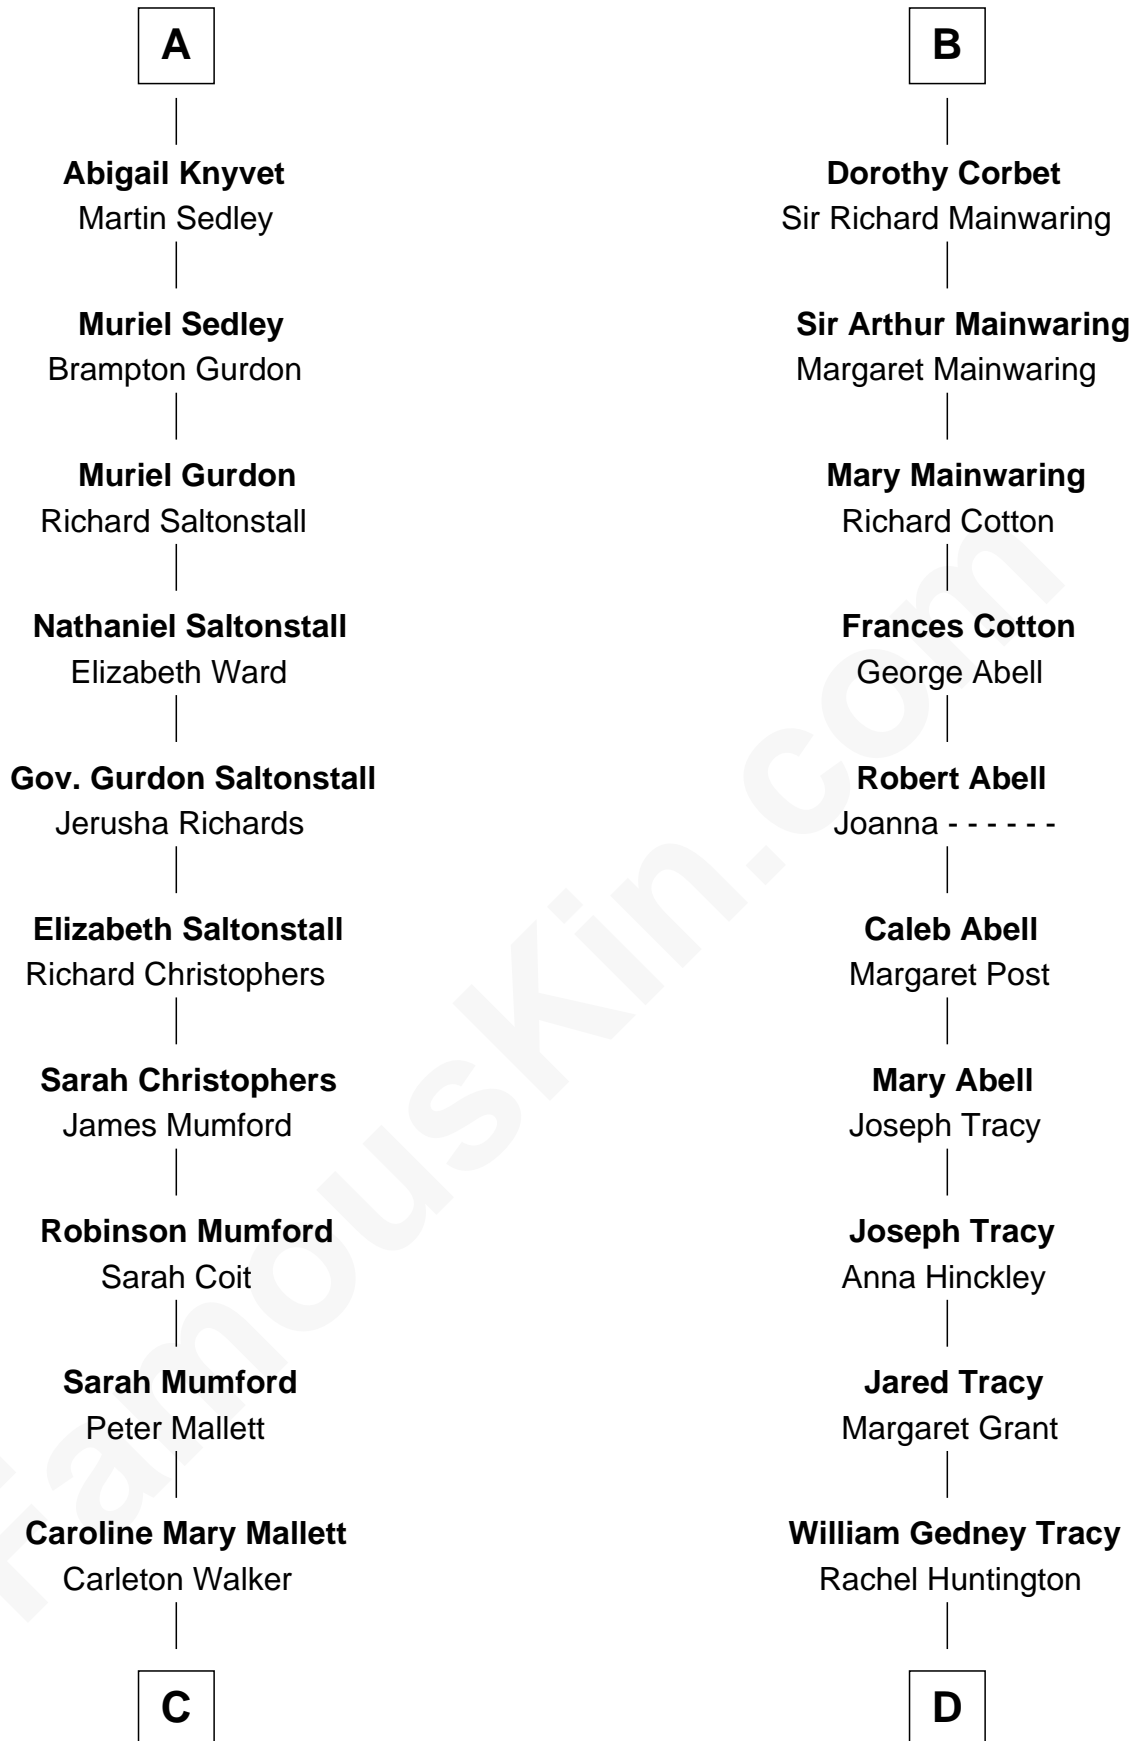 A
Abigail Knyvet
Martin Sedley
Muriel Sedley
Brampton Gurdon
Muriel Gurdon
Richard Saltonstall
Nathaniel Saltonstall
Elizabeth Ward
Gov. Gurdon Saltonstall
Jerusha Richards
Elizabeth Saltonstall
Richard Christophers
Sarah Christophers
James Mumford
Robinson Mumford
Sarah Coit
Sarah Mumford
Peter Mallett
Caroline Mary Mallett
Carleton Walker
C
B
Dorothy Corbet
Sir Richard Mainwaring
Sir Arthur Mainwaring
Margaret Mainwaring
Mary Mainwaring
Richard Cotton
Frances Cotton
George Abell
Robert Abell
Joanna - - - - - -
Caleb Abell
Margaret Post
Mary Abell
Joseph Tracy
Joseph Tracy
Anna Hinckley
Jared Tracy
Margaret Grant
William Gedney Tracy
Rachel Huntington
D
FamousKin.com